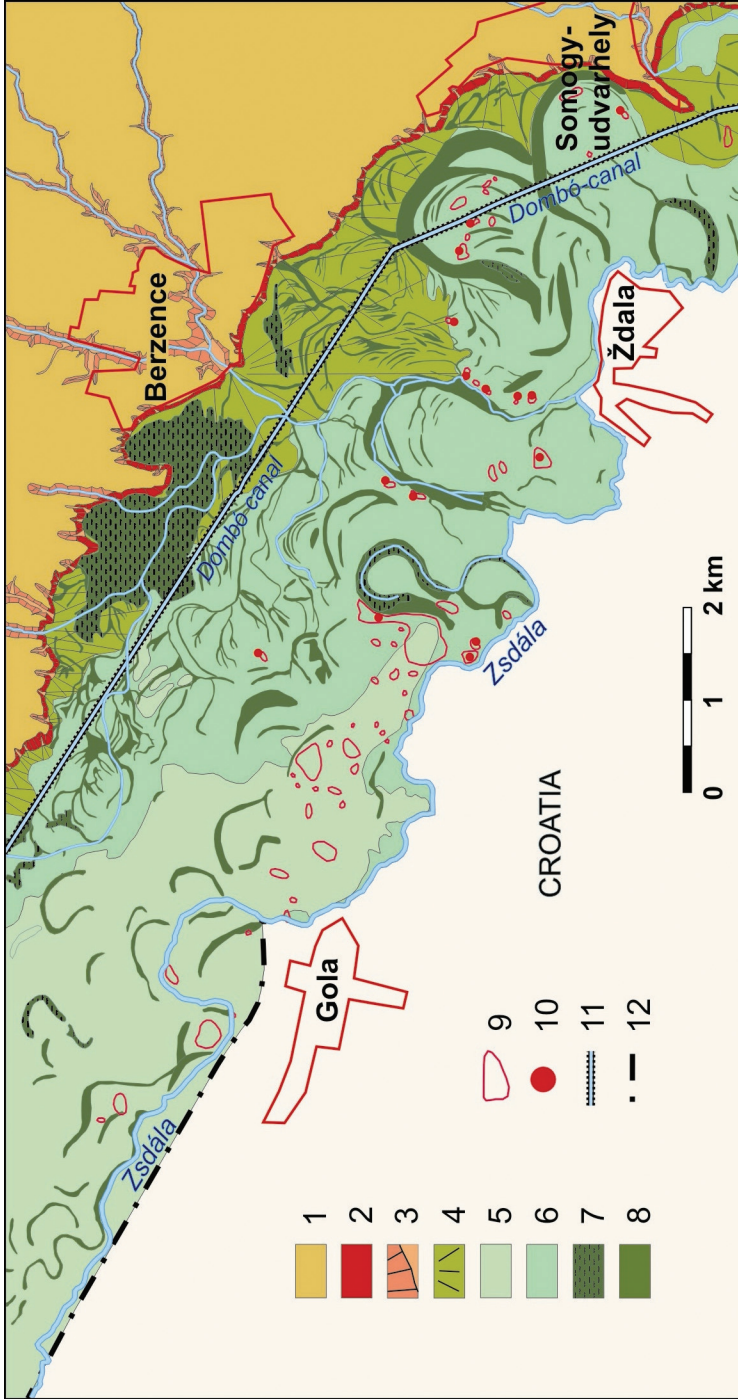 Berzence
Somogy-
udvarhely
Dombó-canal
Dombó-canal
Ždala
Zsdála
Zsdála
Gola
CROATIA
0 1 2 km
1
2
3
4
5
6
7
8
9
10
11
12